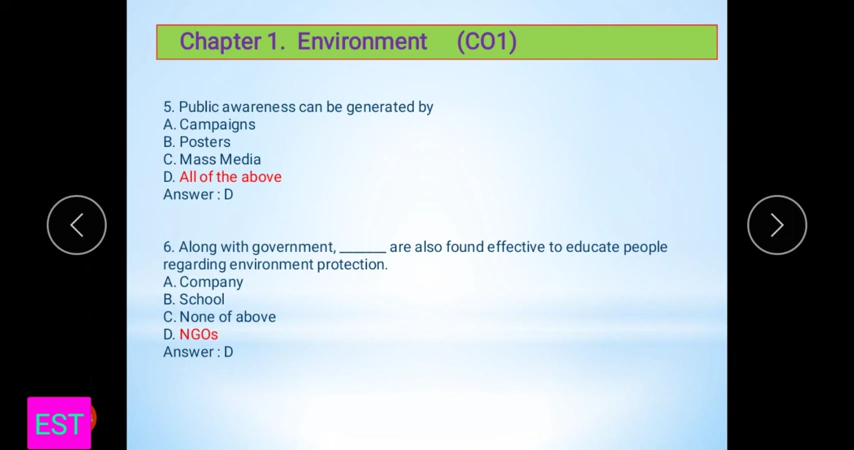 Chapter 1. Environment (CO1)
5. Public awareness can be generated by
A. Campaigns
B. Posters
C. Mass Media
D. All of the above
Answer : D
6. Along with government, ______ are also found effective to educate people
regarding environment protection.
A. Company
B. School
C. None of above
D. NGOs
Answer : D
EST